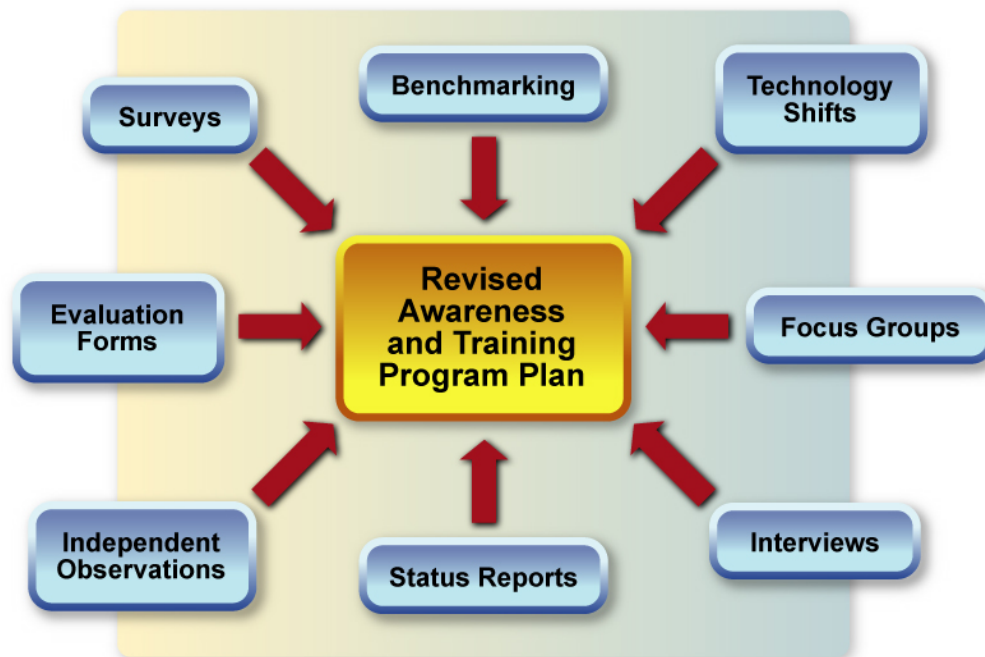 Surveys
Benchmarking
Technology
Shifts
Evaluation
Forms
Revised
Awareness
and Training
Program Plan
Focus Groups
Independent
Observations
Status Reports
Interviews